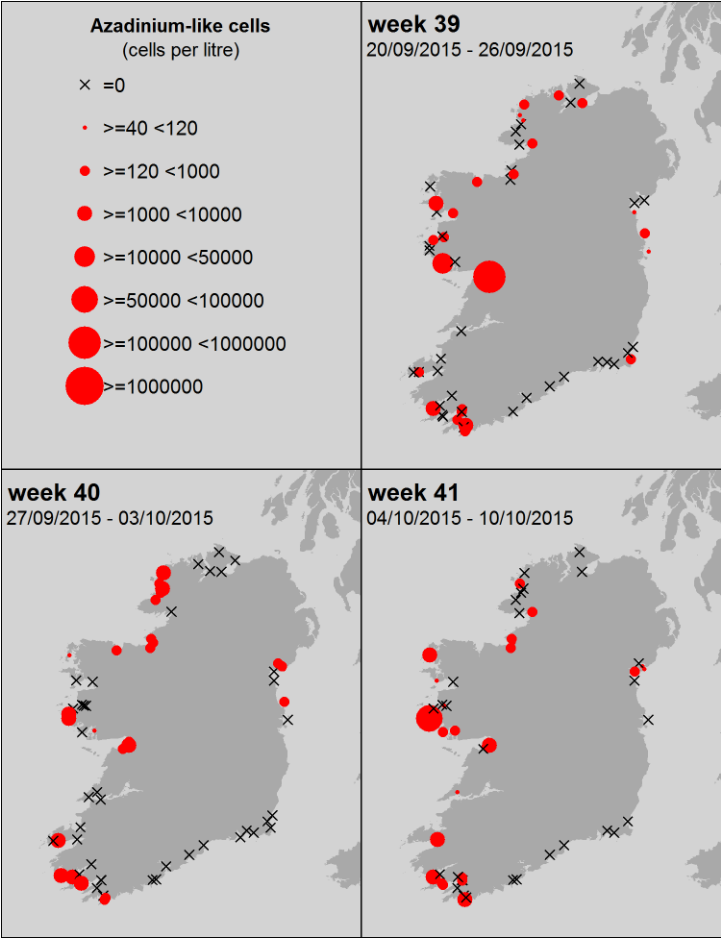 Azadinium-like cells
(cells per litre)
=0
>=40 <120
>=120 <1000
>=1000 <10000
>=10000 <50000
>=50000 <100000
>=100000 <1000000
>=1000000
week 39
20/09/2015 - 26/09/2015
week 40
27/09/2015 - 03/10/2015
week 41
04/10/2015 - 10/10/2015